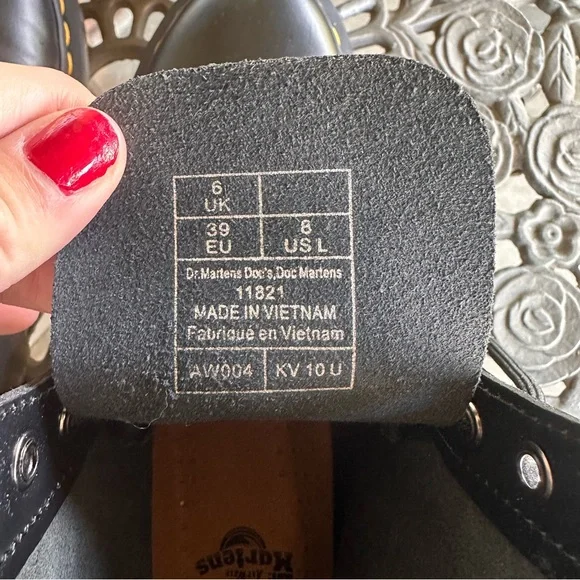 6
UK
39
EU
8
US L
Dr.Martens Doc's,Doc Martens
11821
MADE IN VIETNAM
Fabriqué en Vietnam
AW004
KV 10 U
Martens